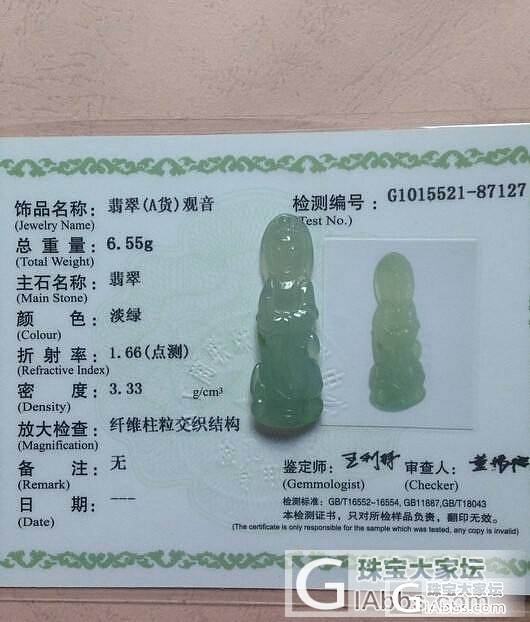 饰品名称：翡翠(A货)观音 检测编号：G1015521-87127
(Jewelry Name) (Test No.)
总 重 量：6.55g
(Total Weight)
主石名称：翡翠
(Main Stone)
颜 色：淡绿
(Colour)
折 射 率：1.66(点测)
(Refractive Index)
密 度：3.33 g/cm³
(Density)
放大检查：纤维柱粒交织结构
(Magnification)
备 注：无
(Remark)
鉴定师： 审查人：
(Gemmologist) (Checker)
日 期：---
(Date)
检测标准：GB/T16552-16554, GB11887,GB/T18043
本检测证书，只对所检样品负责，翻印无效。
(The certificate is only responsible for the sample which was tested, any copy is invalid)
珠宝大家坛
珠宝大家坛